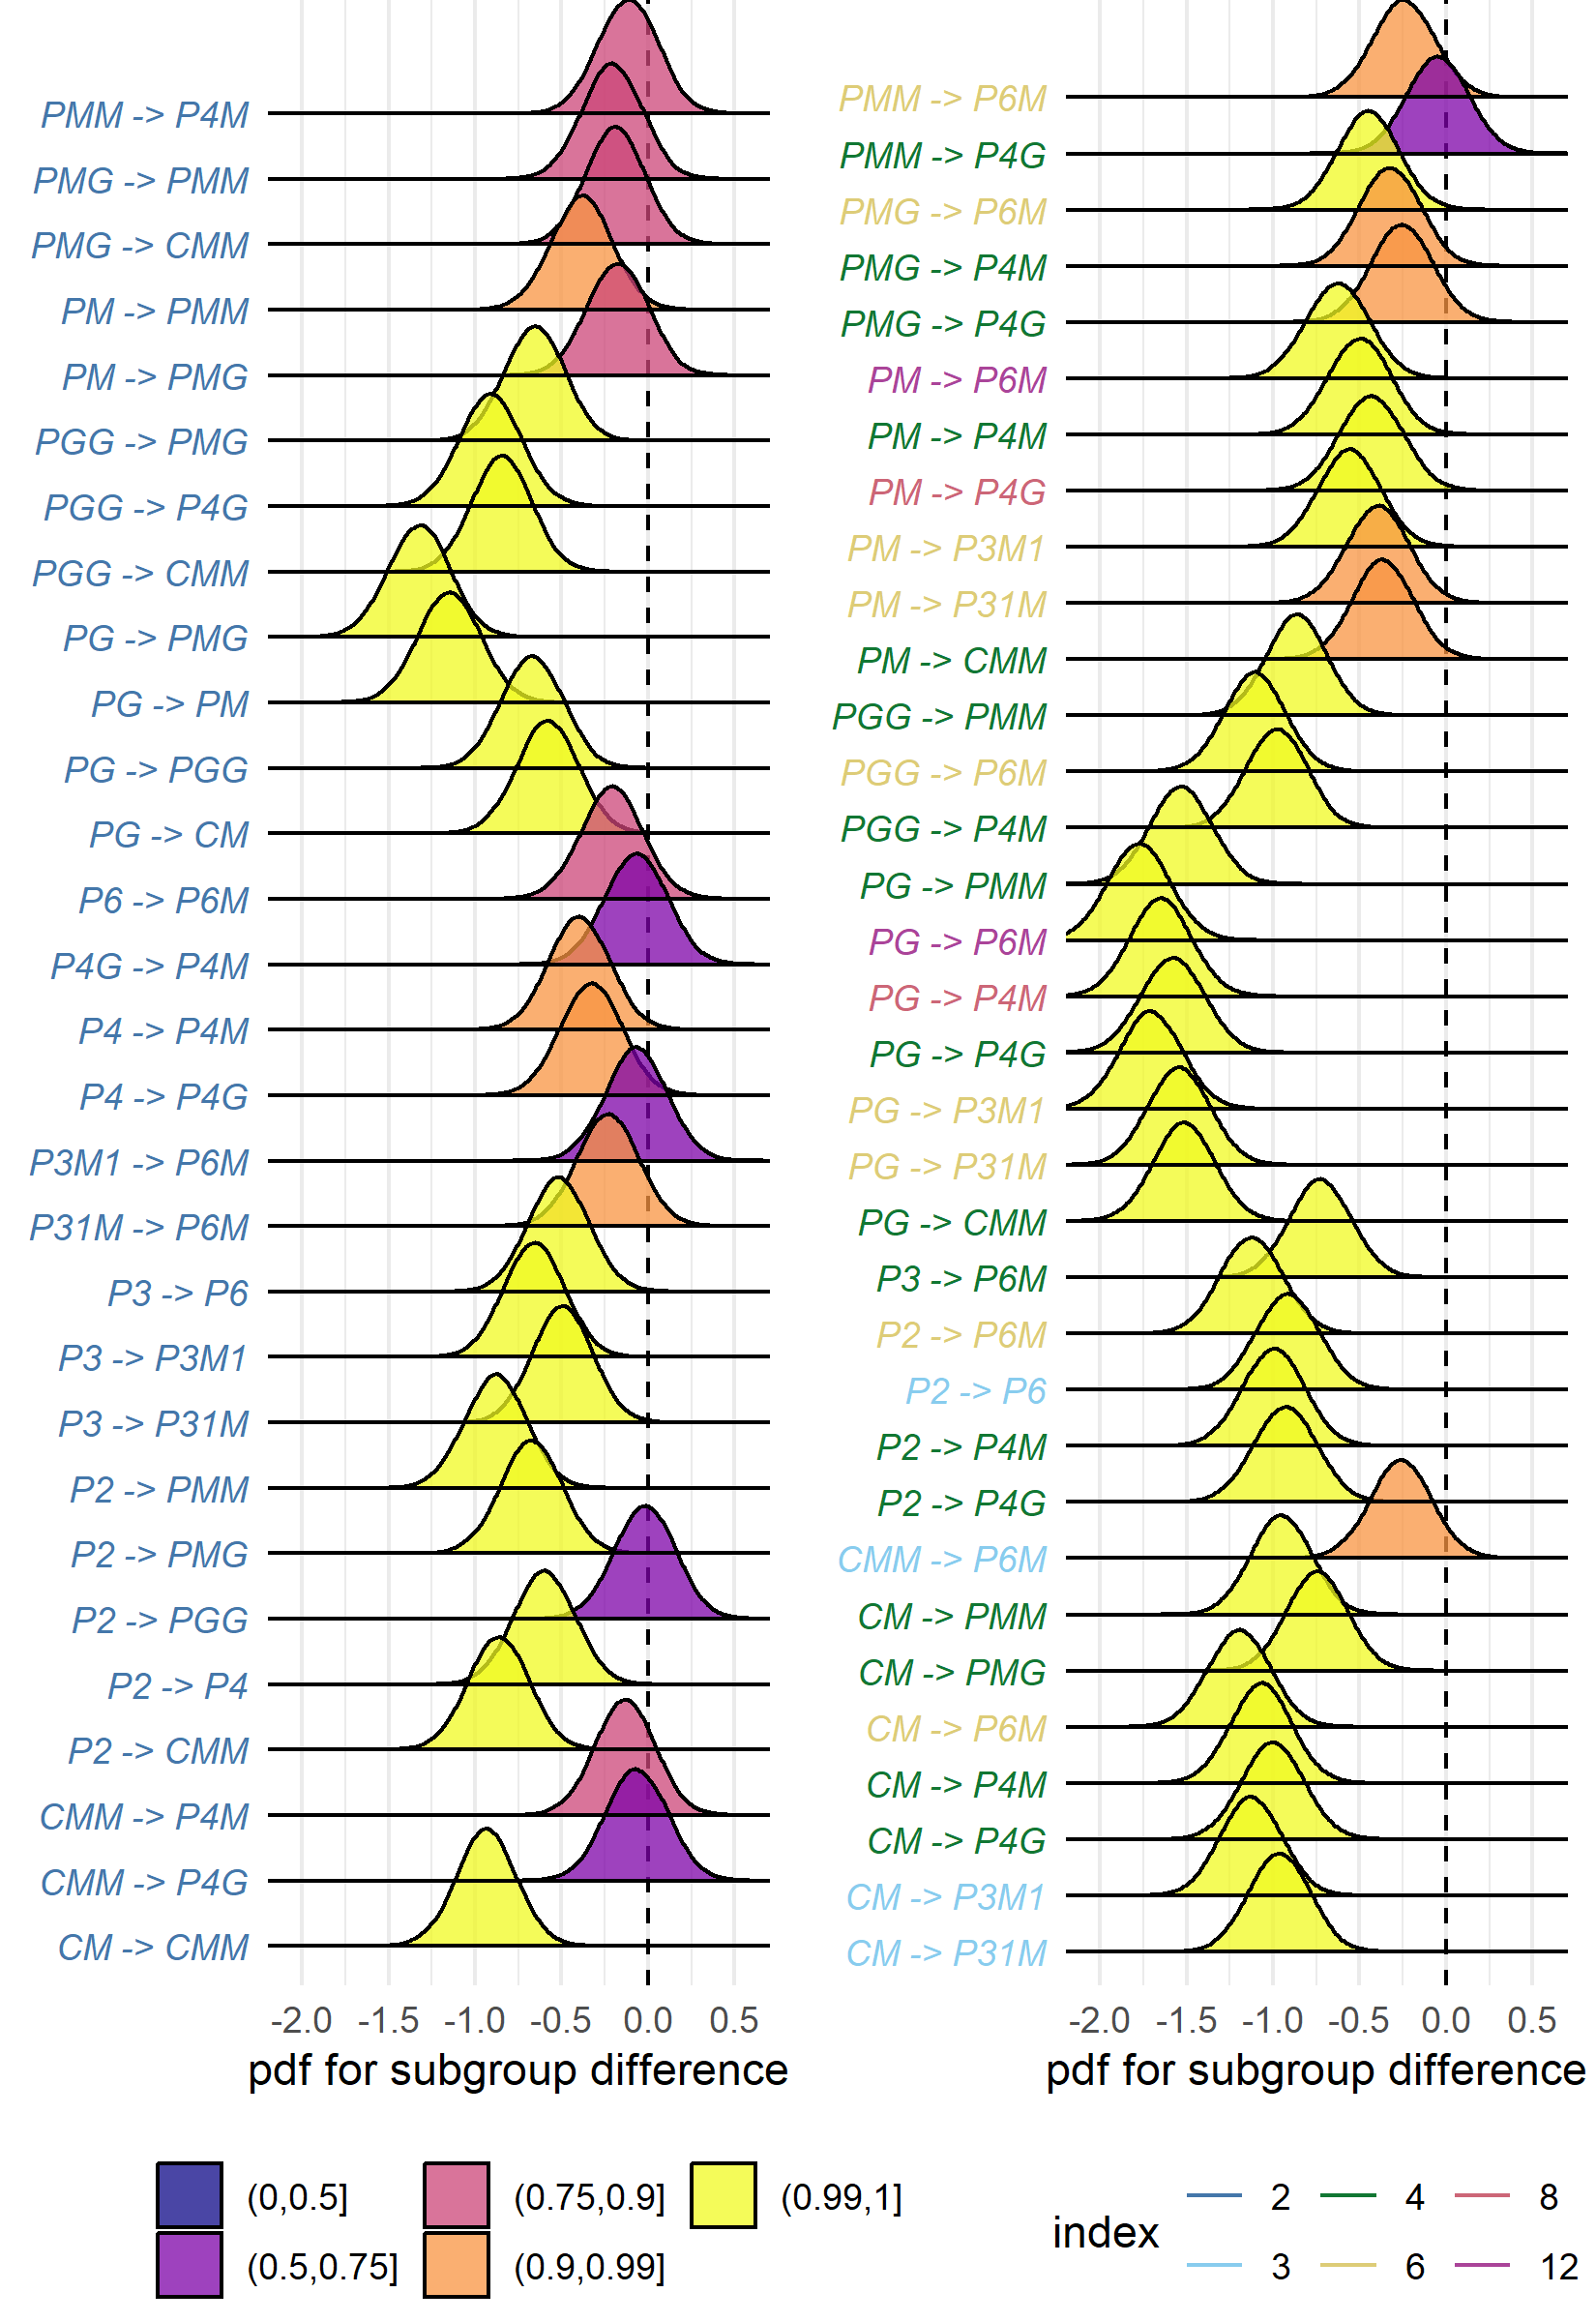 PMM -> P4M
PMG -> PMM
PMG -> CMM
PM -> PMM
PM -> PMG
PGG -> PMG
PGG -> P4G
PGG -> CMM
PG -> PMG
PG -> PM
PG -> PGG
PG -> CM
P6 -> P6M
P4G -> P4M
P4 -> P4M
P4 -> P4G
P3M1 -> P6M
P31M -> P6M
P3 -> P6
P3 -> P3M1
P3 -> P31M
P2 -> PMM
P2 -> PMG
P2 -> PGG
P2 -> P4
P2 -> CMM
CMM -> P4M
CMM -> P4G
CM -> CMM
-2.0 -1.5 -1.0 -0.5 0.0 0.5
pdf for subgroup difference
PMM -> P6M
PMM -> P4G
PMG -> P6M
PMG -> P4M
PMG -> P4G
PM -> P6M
PM -> P4M
PM -> P4G
PM -> P3M1
PM -> P31M
PM -> CMM
PGG -> PMM
PGG -> P6M
PGG -> P4M
PG -> PMM
PG -> P6M
PG -> P4M
PG -> P4G
PG -> P3M1
PG -> P31M
PG -> CMM
P3 -> P6M
P2 -> P6M
P2 -> P6
P2 -> P4M
P2 -> P4G
CMM -> P6M
CM -> PMM
CM -> PMG
CM -> P6M
CM -> P4M
CM -> P4G
CM -> P3M1
CM -> P31M
-2.0 -1.5 -1.0 -0.5 0.0 0.5
pdf for subgroup difference
(0,0.5] (0.75,0.9] (0.99,1]
(0.5,0.75] (0.9,0.99]
index
2 4 8
3 6 12